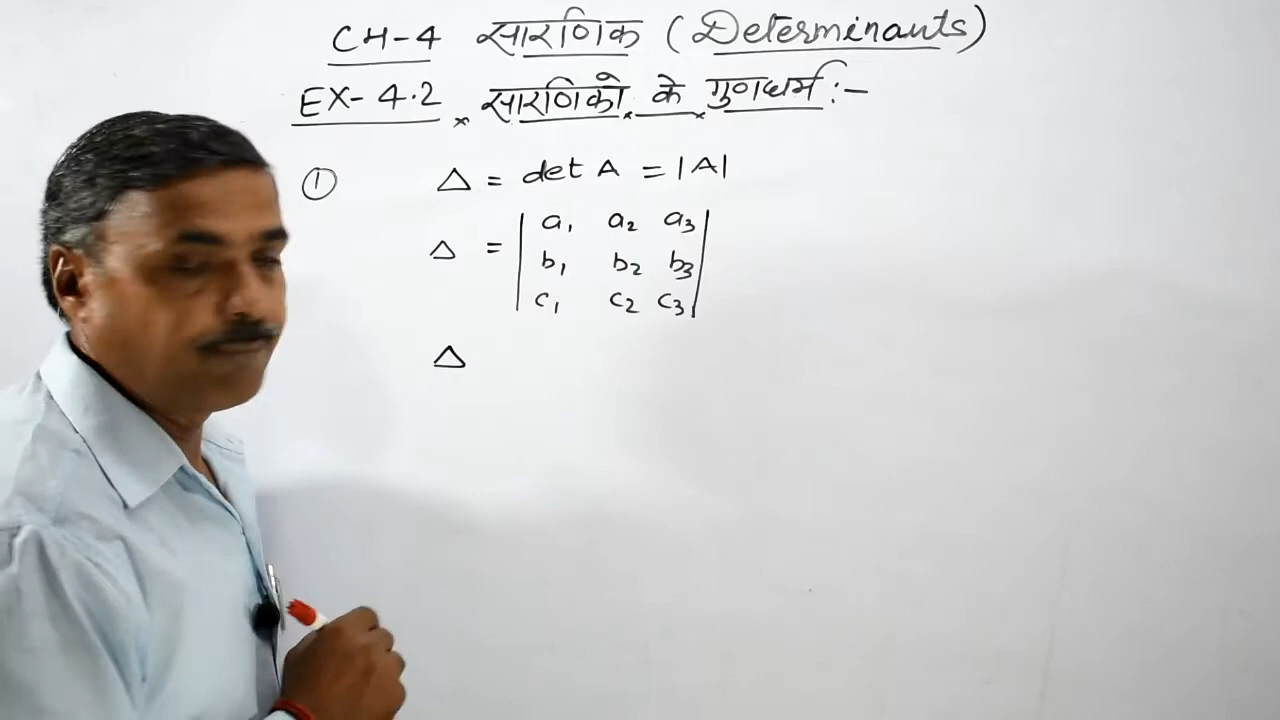 CH-4 सारणिक (Determinants)
EX-4.2 सारणिको के गुणधर्म :-
① Δ = det A = |A|
Δ = | a₁ a₂ a₃ |
| b₁ b₂ b₃ |
| c₁ c₂ c₃ |
Δ